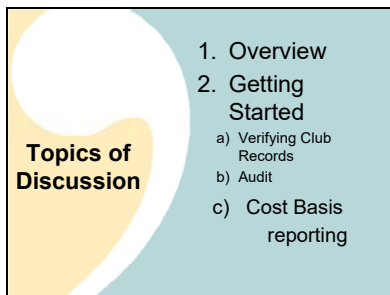 Topics of
Discussion
1. Overview
2. Getting
Started
a) Verifying Club
Records
b) Audit
c) Cost Basis
reporting